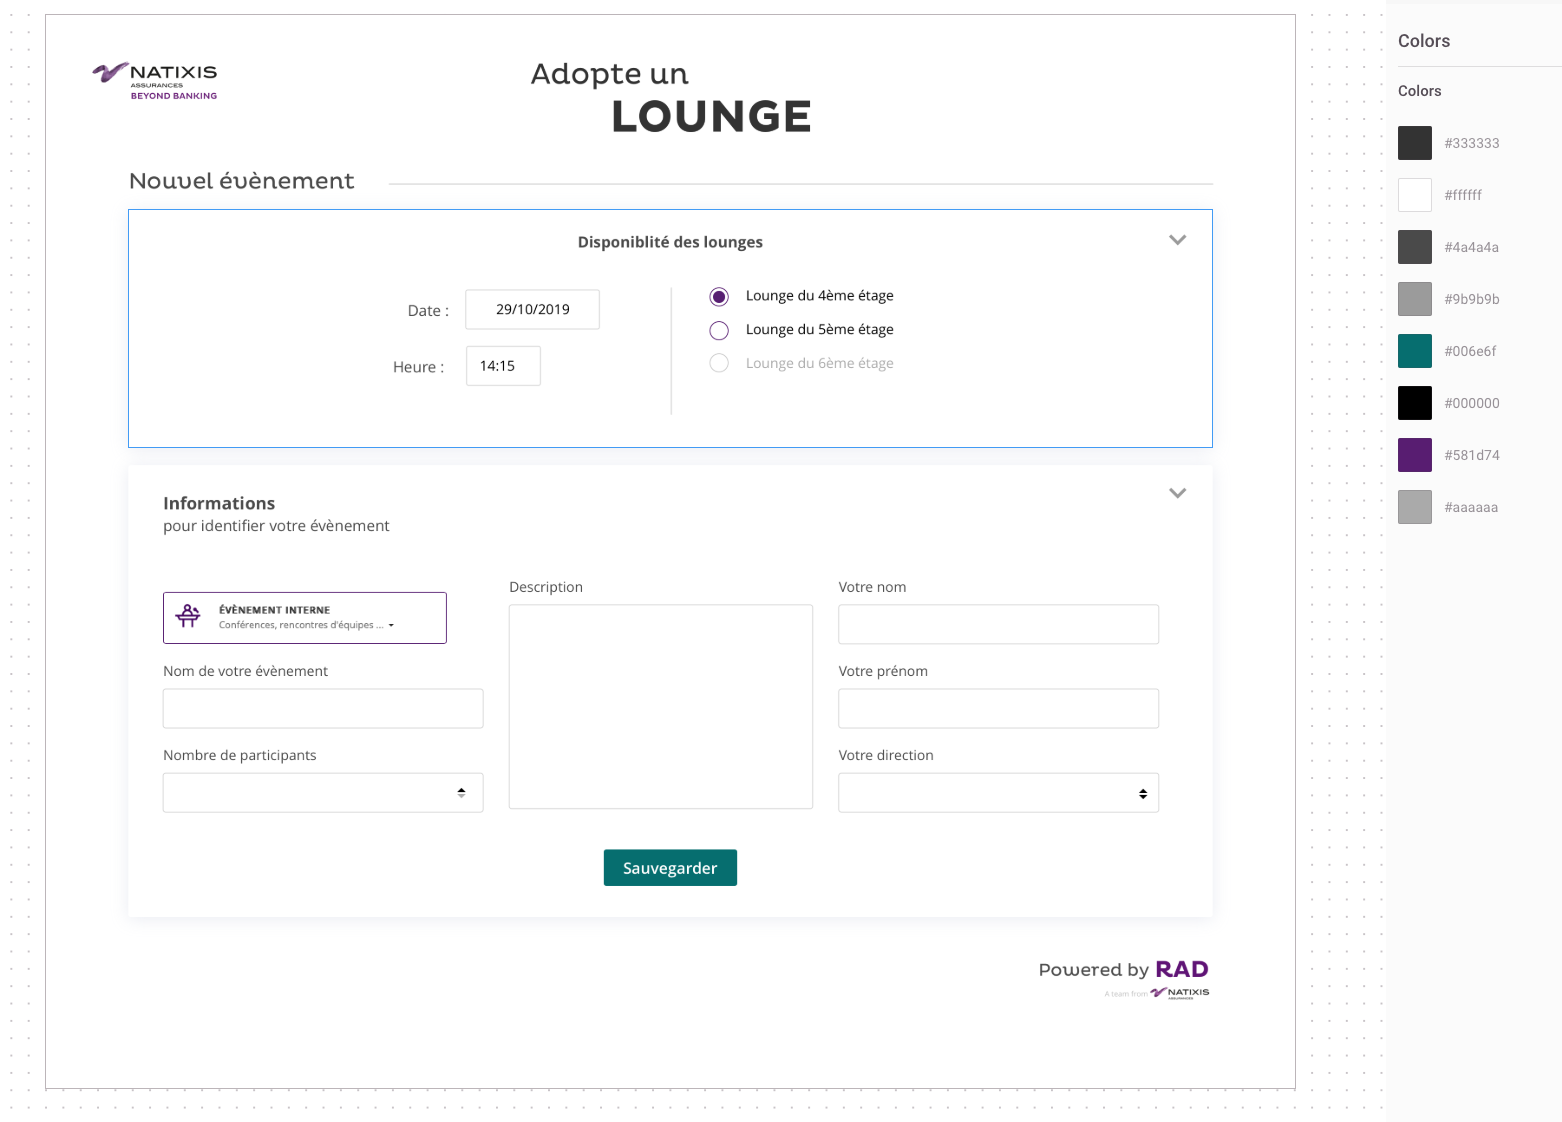 NATIXIS
ASSURANCES
BEYOND BANKING
Adopte un
LOUNGE
Nouvel évènement
Disponiblité des lounges
Date :
29/10/2019
Heure :
14:15
Lounge du 4ème étage
Lounge du 5ème étage
Lounge du 6ème étage
Informations
pour identifier votre évènement
ÉVÈNEMENT INTERNE
Conférences, rencontres d'équipes ...
Nom de votre évènement
Nombre de participants
Description
Votre nom
Votre prénom
Votre direction
Sauvegarder
Powered by RAD
A team from NATIXIS
ASSURANCES
Colors
Colors
#333333
#ffffff
#4a4a4a
#9b9b9b
#006e6f
#000000
#581d74
#aaaaaa